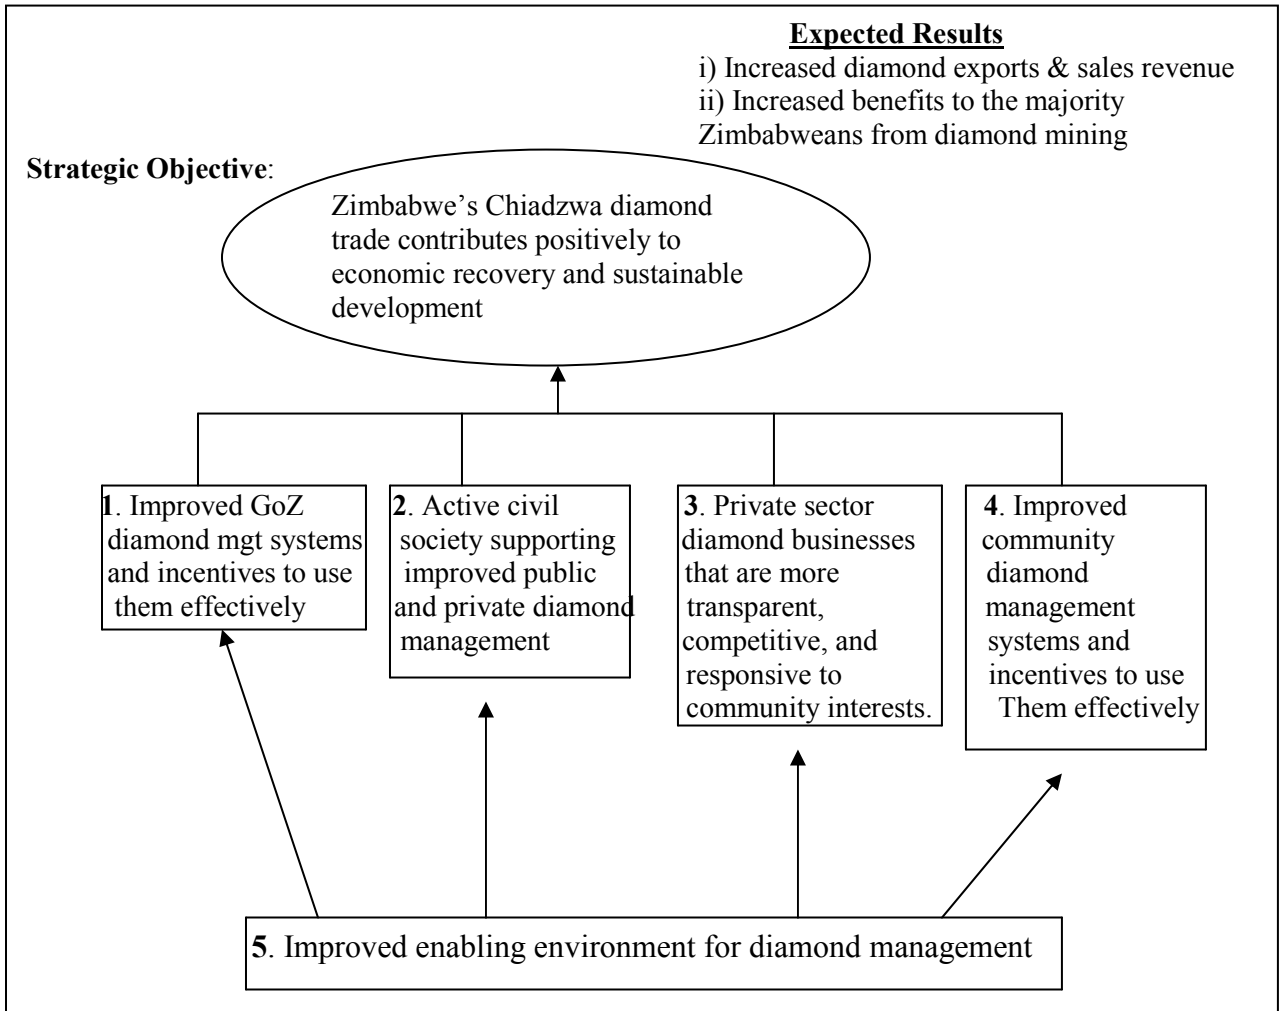 Expected Results
i) Increased diamond exports & sales revenue
ii) Increased benefits to the majority
Zimbabweans from diamond mining
Strategic Objective:
Zimbabwe’s Chiadzwa diamond
trade contributes positively to
economic recovery and sustainable
development
1. Improved GoZ
diamond mgt systems
and incentives to use
them effectively
2. Active civil
society supporting
improved public
and private diamond
management
3. Private sector
diamond businesses
that are more
transparent,
competitive, and
responsive to
community interests.
4. Improved
community
diamond
management
systems and
incentives to use
Them effectively
5. Improved enabling environment for diamond management